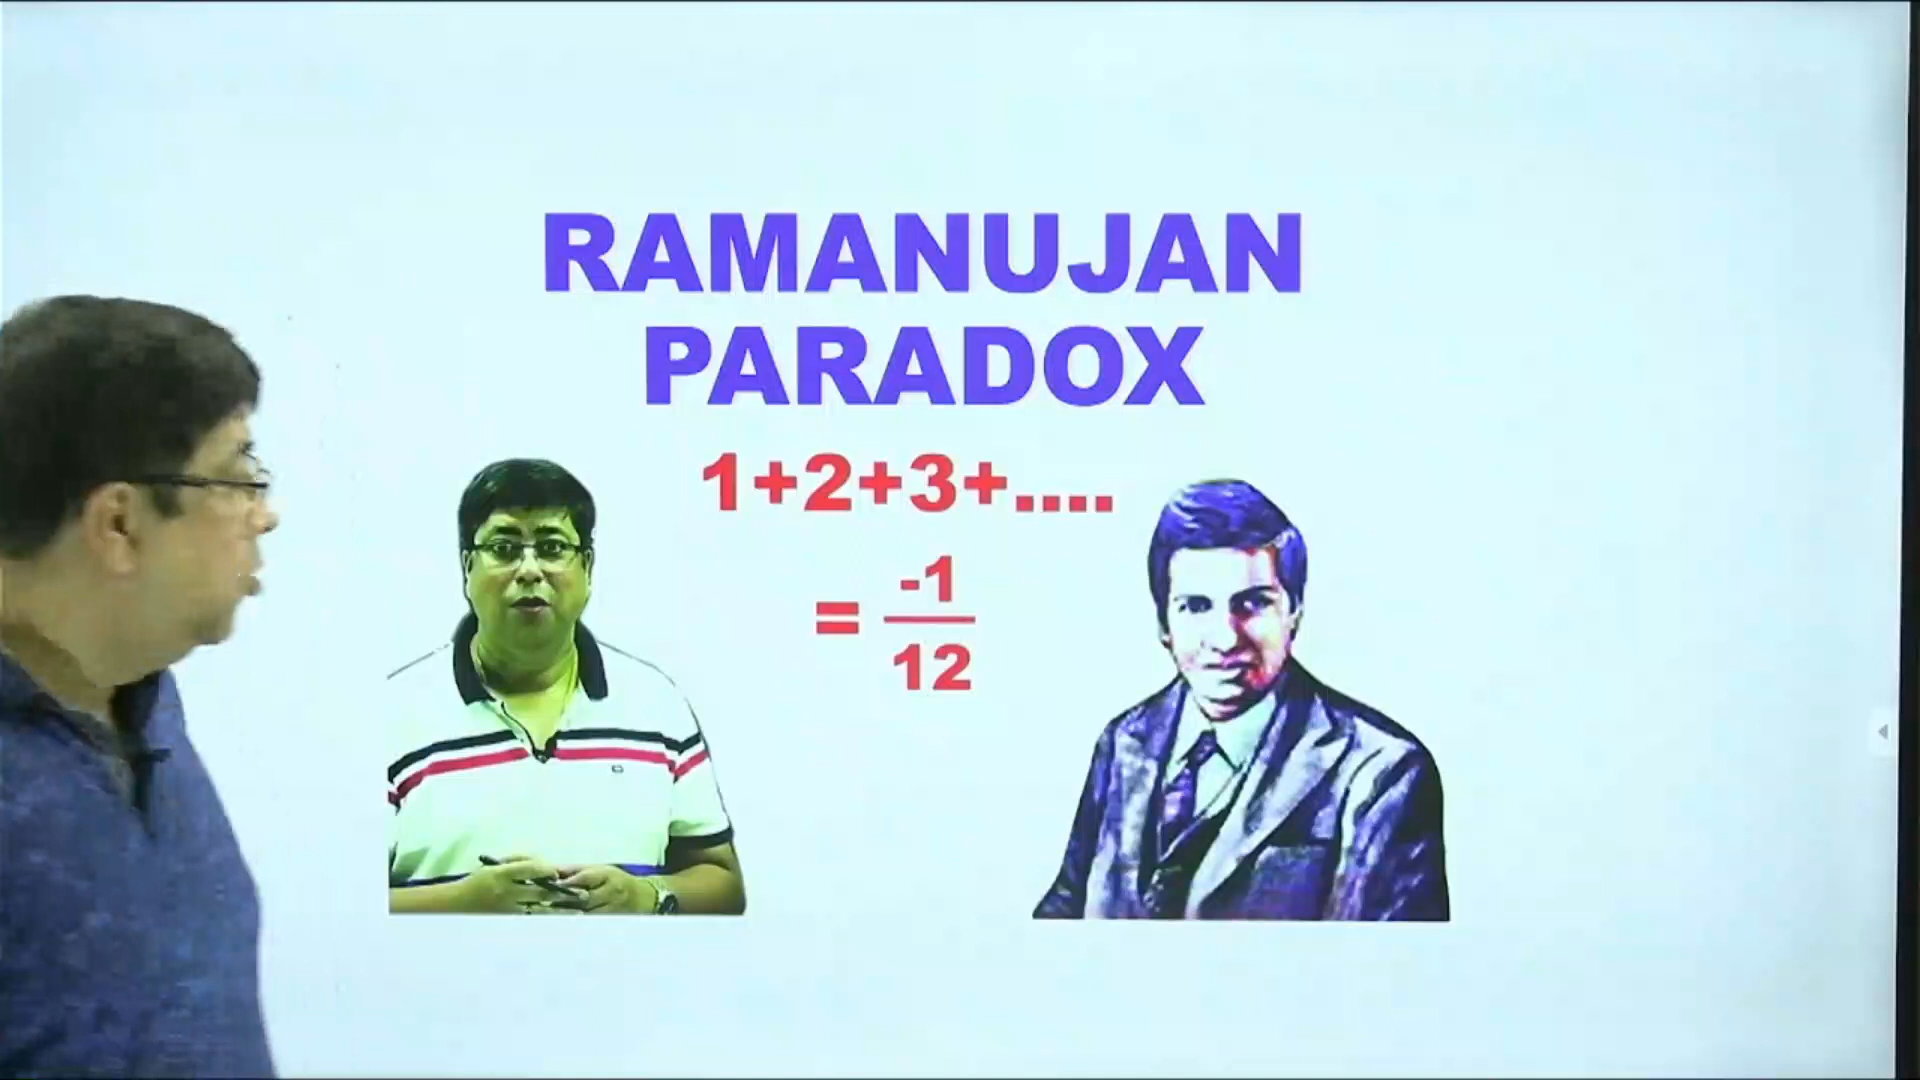 RAMANUJAN
PARADOX
1+2+3+....
= -1
12